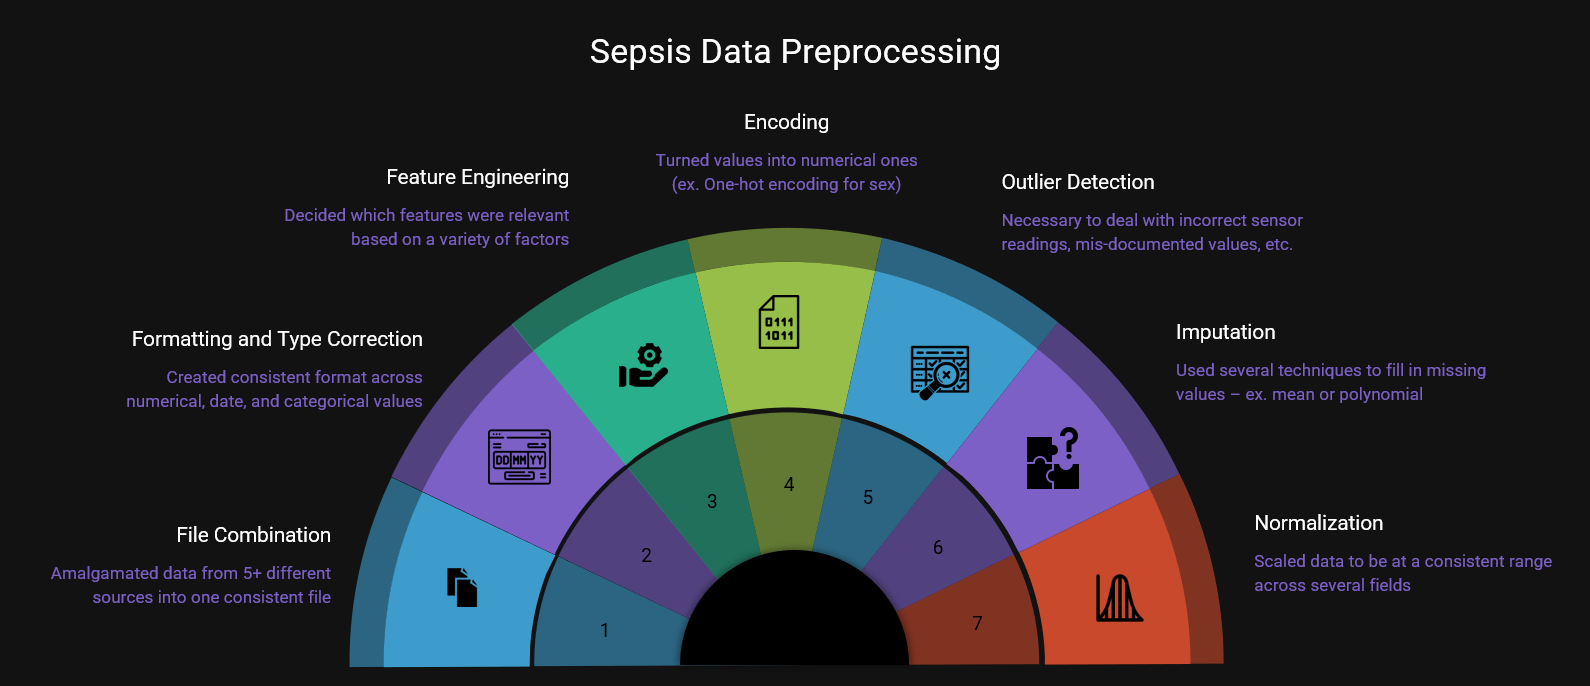 Sepsis Data Preprocessing
File Combination
Amalgamated data from 5+ different
sources into one consistent file
1
Formatting and Type Correction
Created consistent format across
numerical, date, and categorical values
DD MM YY
2
Feature Engineering
Decided which features were relevant
based on a variety of factors
3
Encoding
Turned values into numerical ones
(ex. One-hot encoding for sex)
0111
1011
4
Outlier Detection
Necessary to deal with incorrect sensor
readings, mis-documented values, etc.
5
Imputation
Used several techniques to fill in missing
values – ex. mean or polynomial
?
6
Normalization
Scaled data to be at a consistent range
across several fields
7